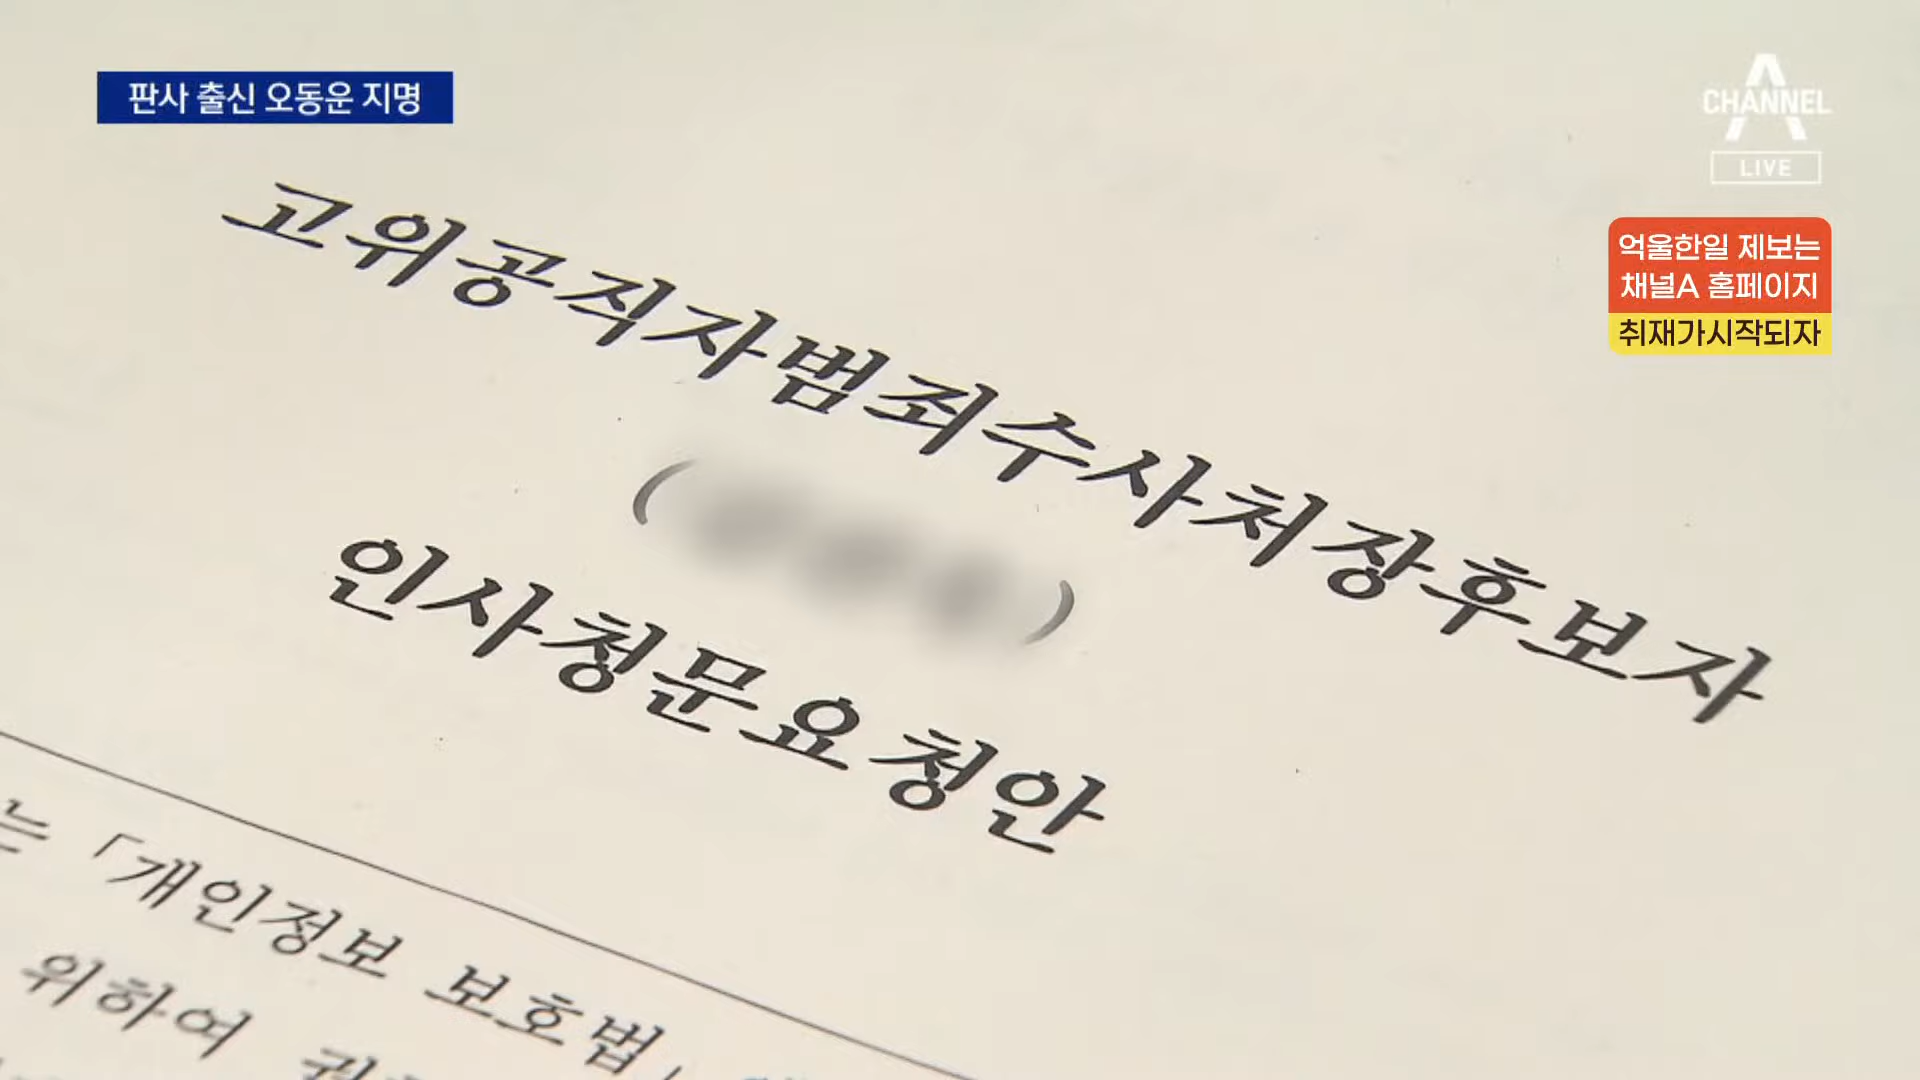 판사 출신 오동운 지명
CHANNEL A
LIVE
억울한일 제보는
채널A 홈페이지
취재가시작되자
고위공직자범죄수사처장후보자
(
)
인사청문요청안
는 「개인정보 보호법」
위하여